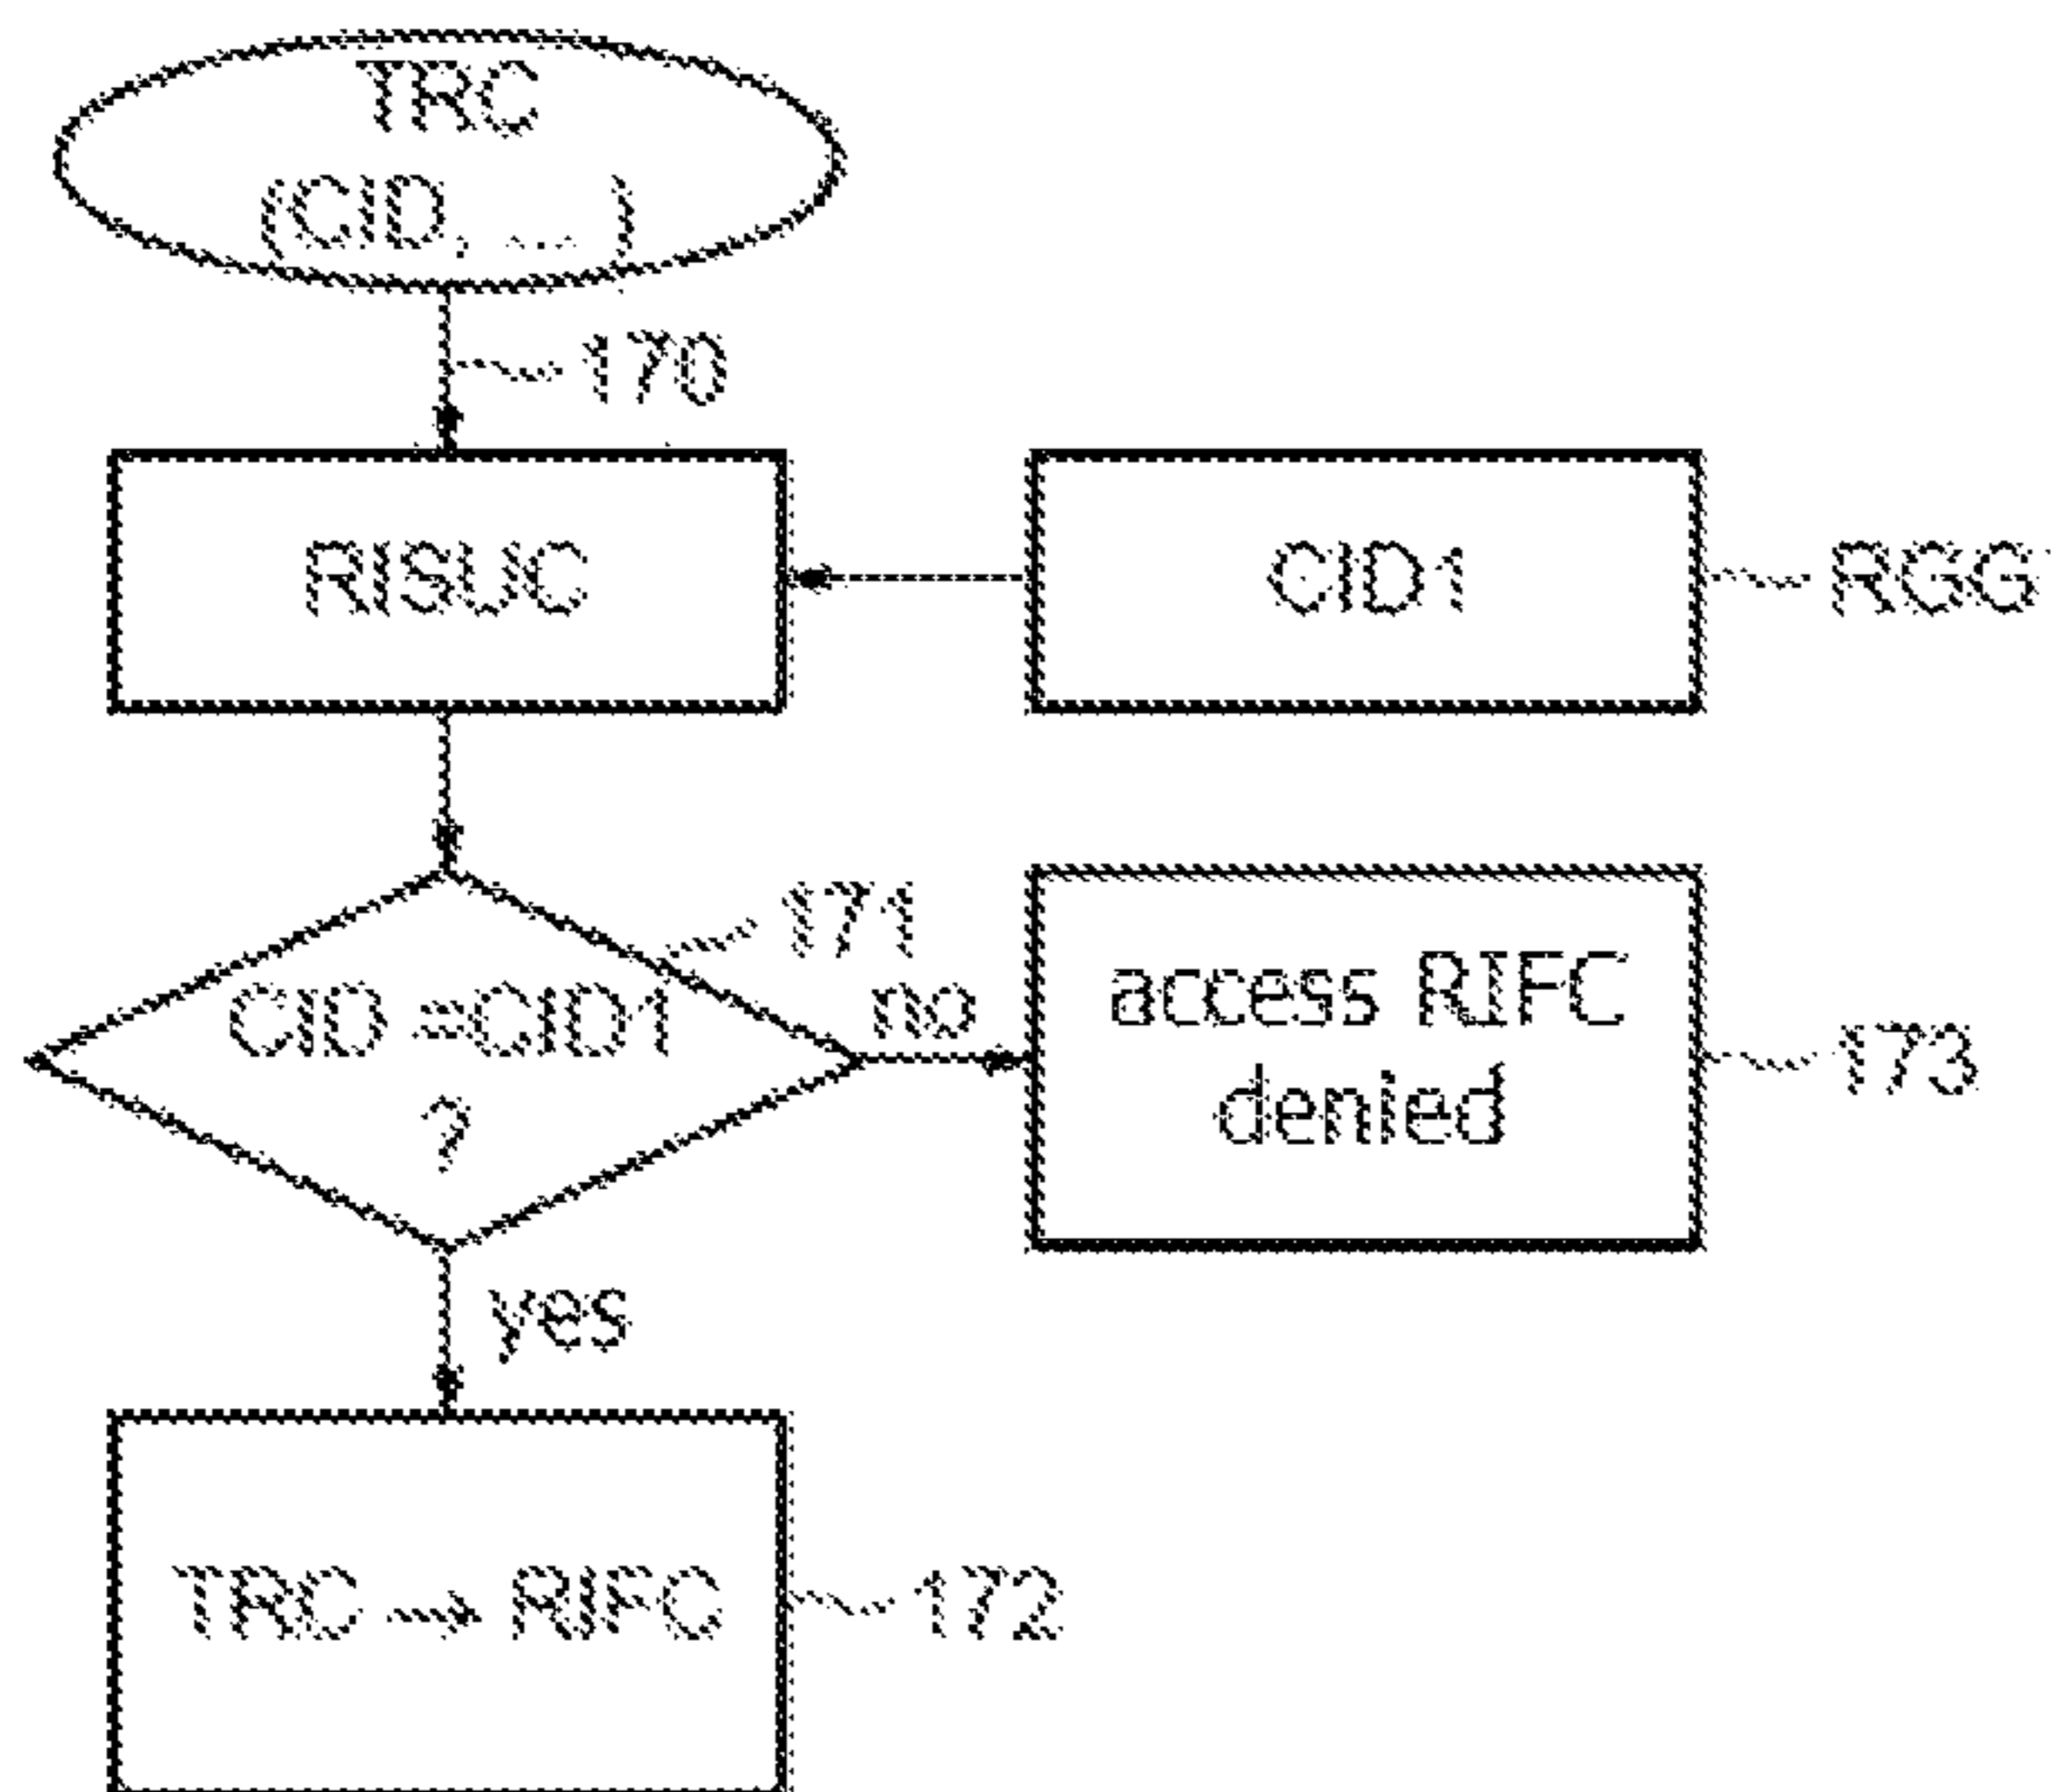 TRC
(CID, ... )
170
RISUC
CID1
RGG
171
CID =CID1
?
no
access RIFC
denied
173
yes
TRC → RIFC
172